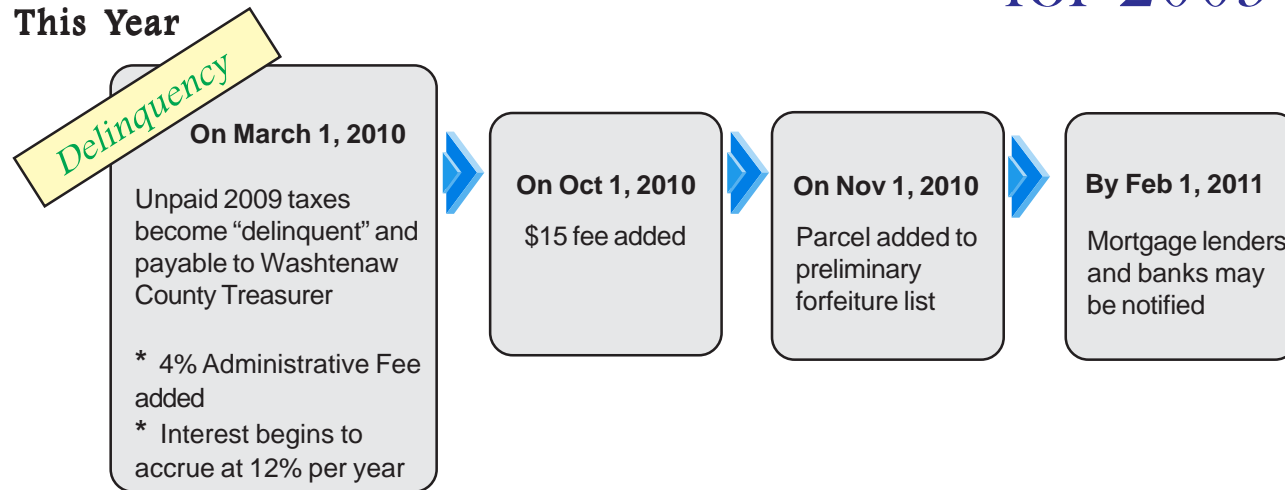 This Year
Delinquency
On March 1, 2010
Unpaid 2009 taxes
become “delinquent” and
payable to Washtenaw
County Treasurer
* 4% Administrative Fee
added
* Interest begins to
accrue at 12% per year
On Oct 1, 2010
$15 fee added
On Nov 1, 2010
Parcel added to
preliminary
forfeiture list
By Feb 1, 2011
Mortgage lenders
and banks may
be notified